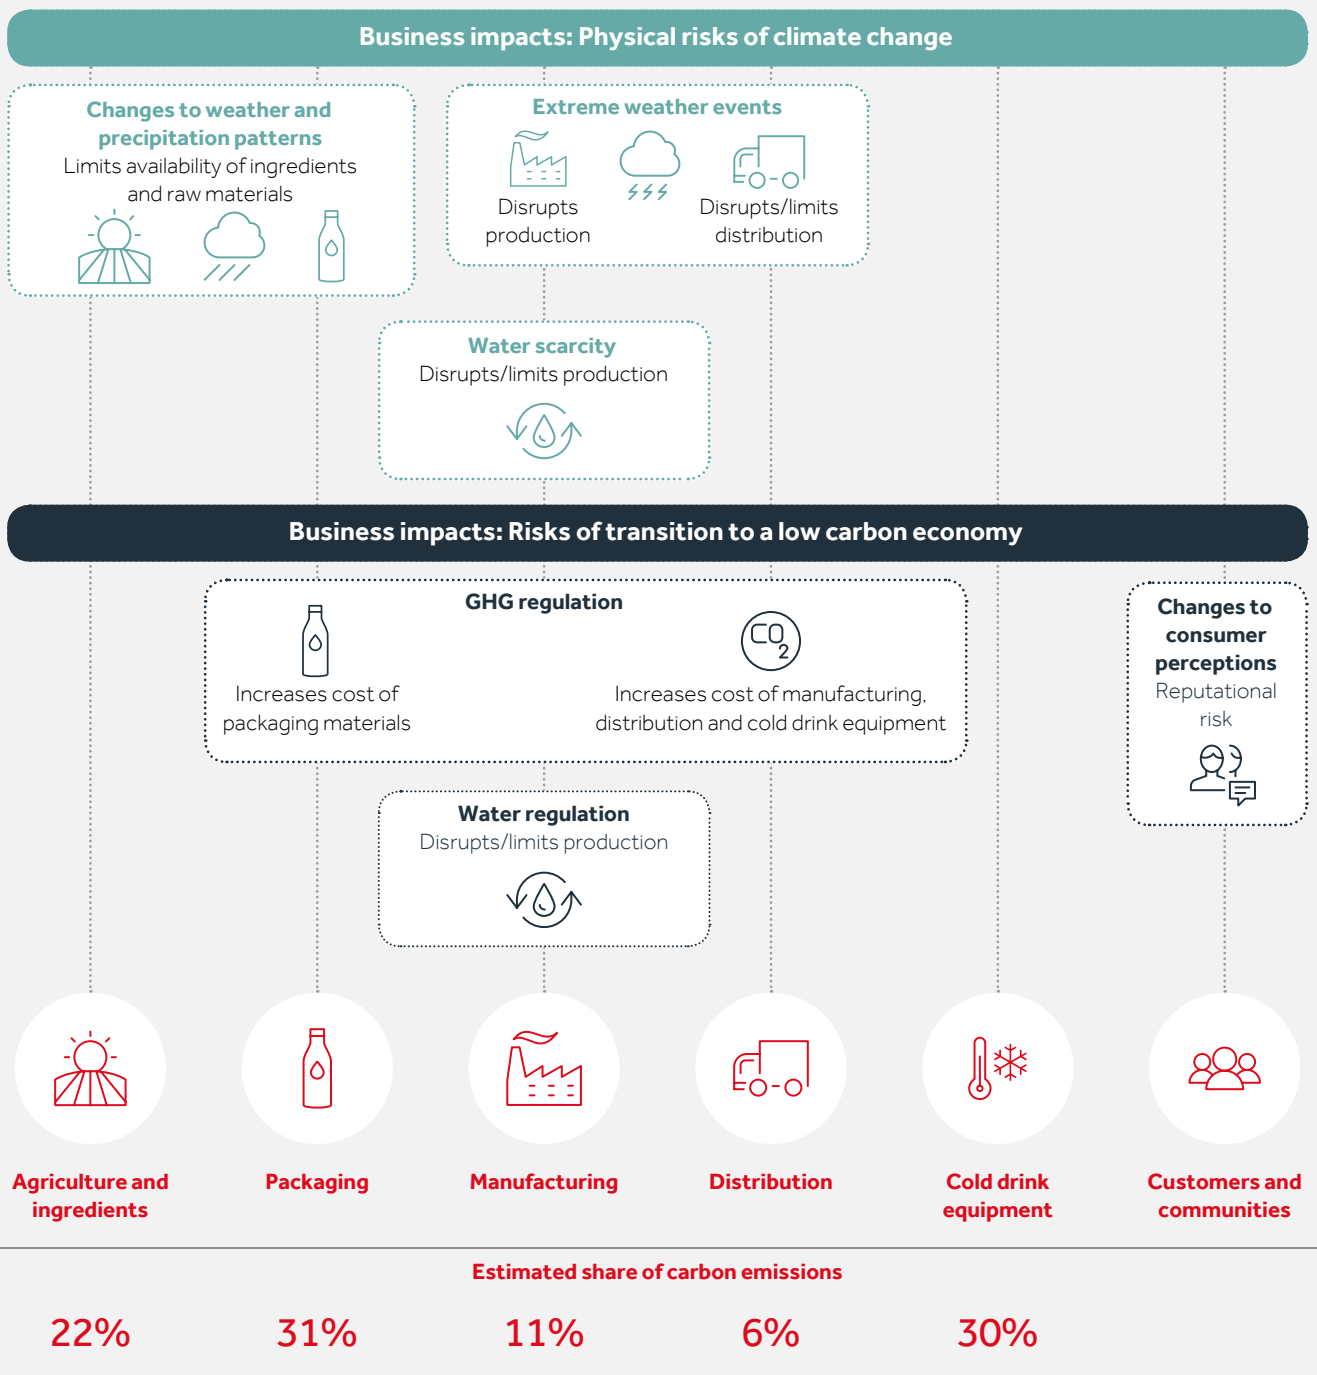 Business impacts: Physical risks of climate change
Changes to weather and
precipitation patterns
Limits availability of ingredients
and raw materials
Extreme weather events
Disrupts
production
Disrupts/limits
distribution
Water scarcity
Disrupts/limits production
Business impacts: Risks of transition to a low carbon economy
GHG regulation
Increases cost of
packaging materials
CO
2
Increases cost of manufacturing,
distribution and cold drink equipment
Changes to
consumer
perceptions
Reputational
risk
Water regulation
Disrupts/limits production
Agriculture and
ingredients
Packaging
Manufacturing
Distribution
Cold drink
equipment
Customers and
communities
Estimated share of carbon emissions
22%
31%
11%
6%
30%